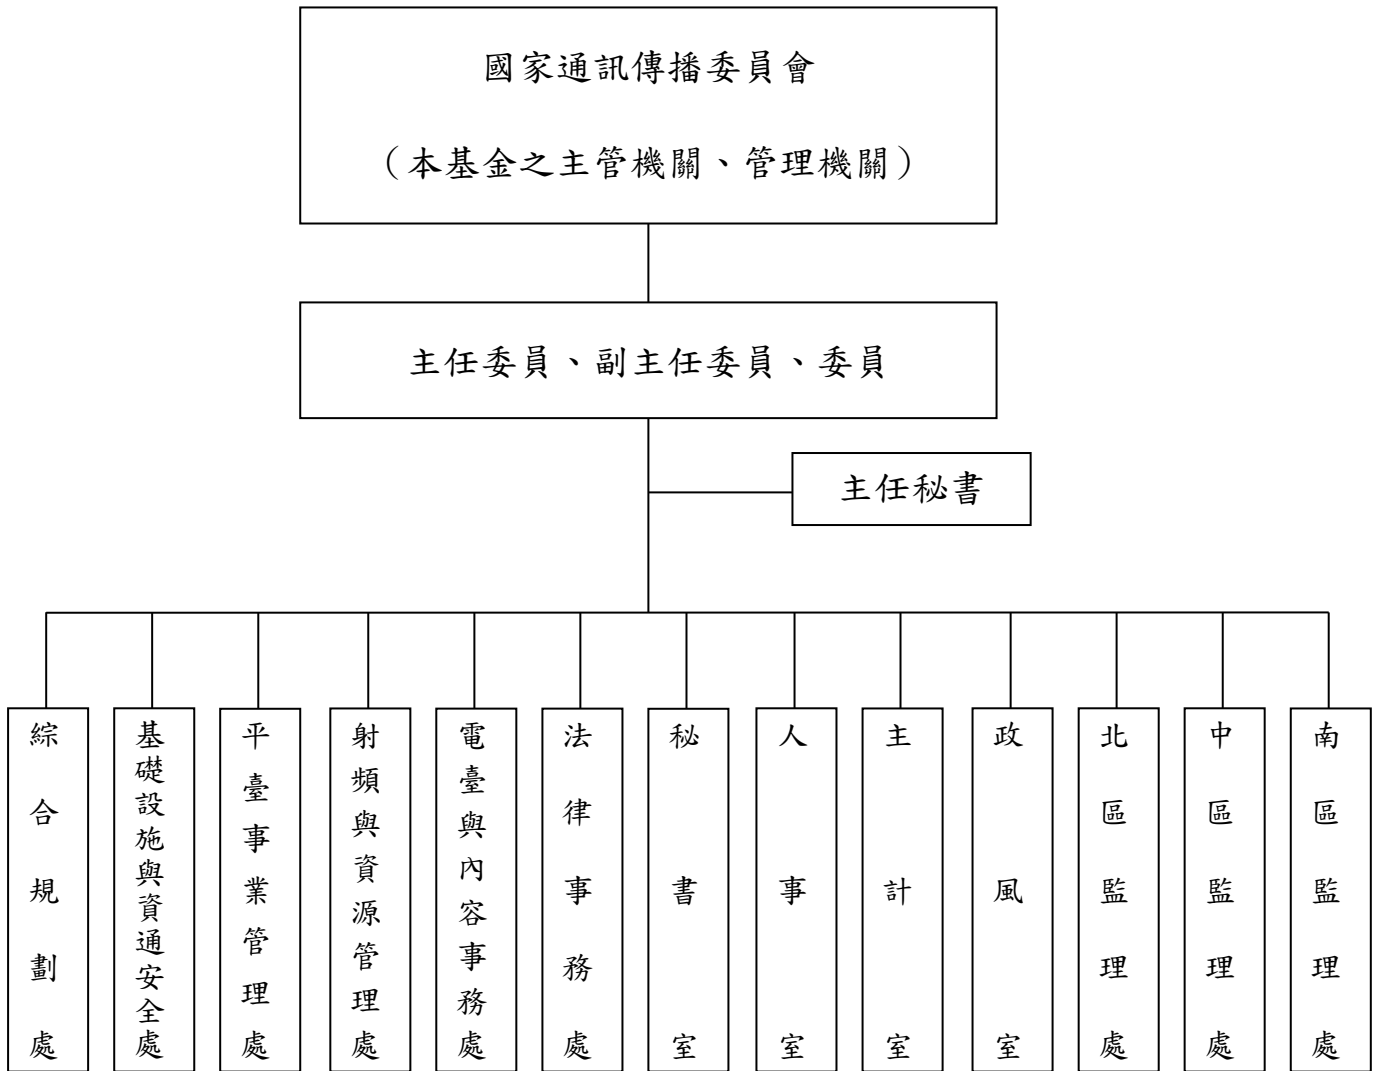 國家通訊傳播委員會
（本基金之主管機關、管理機關）
主任委員、副主任委員、委員
主任秘書
綜合規劃處
基礎設施與資通安全處
平臺事業管理處
射頻與資源管理處
電臺與內容事務處
法律事務處
秘書室
人事室
主計室
政風室
北區監理處
中區監理處
南區監理處